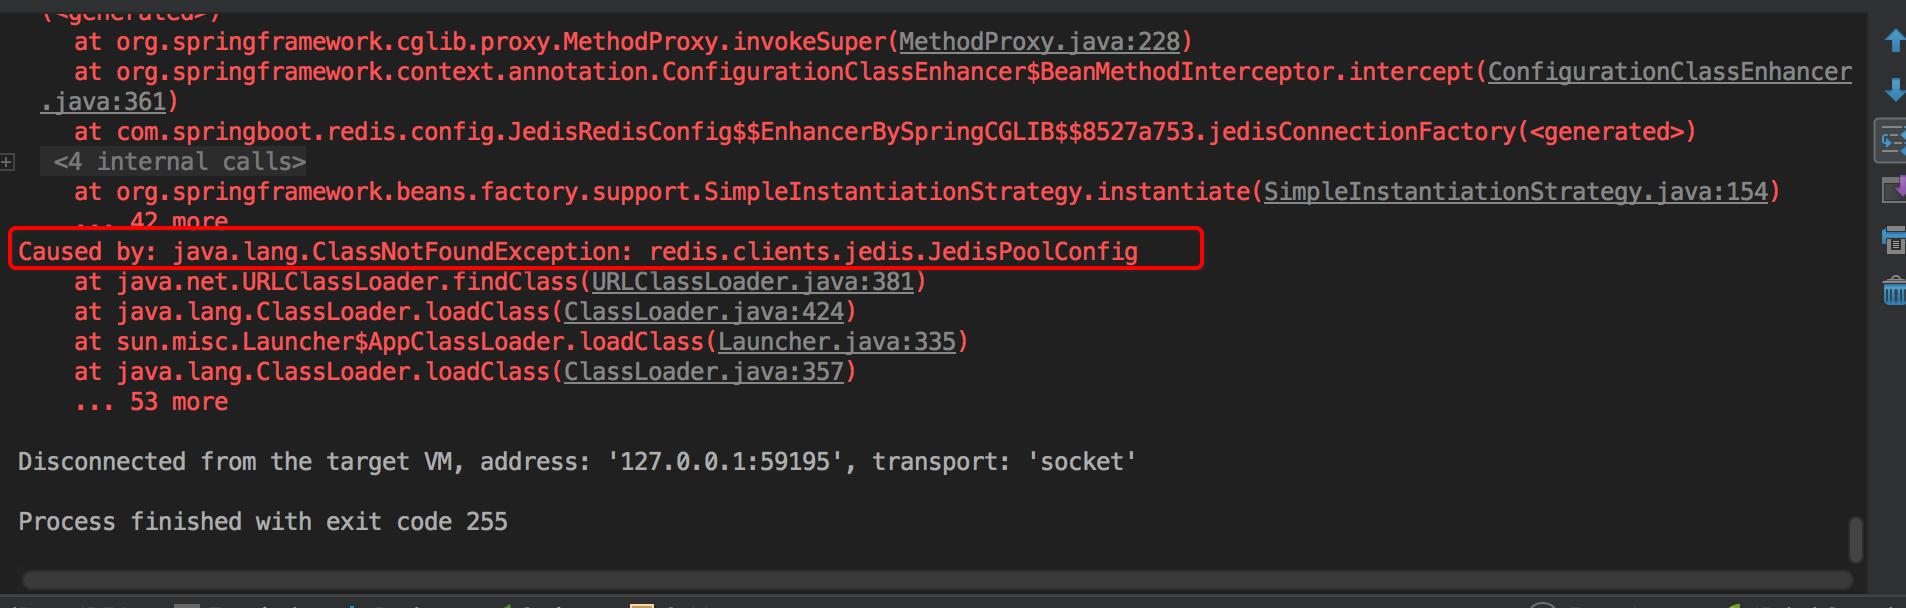 (<generated>)
at org.springframework.cglib.proxy.MethodProxy.invokeSuper(MethodProxy.java:228)
at org.springframework.context.annotation.ConfigurationClassEnhancer$BeanMethodInterceptor.intercept(ConfigurationClassEnhancer
.java:361)
at com.springboot.redis.config.JedisRedisConfig$$EnhancerBySpringCGLIB$$8527a753.jedisConnectionFactory(<generated>)
<4 internal calls>
at org.springframework.beans.factory.support.SimpleInstantiationStrategy.instantiate(SimpleInstantiationStrategy.java:154)
... 42 more
Caused by: java.lang.ClassNotFoundException: redis.clients.jedis.JedisPoolConfig
at java.net.URLClassLoader.findClass(URLClassLoader.java:381)
at java.lang.ClassLoader.loadClass(ClassLoader.java:424)
at sun.misc.Launcher$AppClassLoader.loadClass(Launcher.java:335)
at java.lang.ClassLoader.loadClass(ClassLoader.java:357)
... 53 more
Disconnected from the target VM, address: '127.0.0.1:59195', transport: 'socket'
Process finished with exit code 255